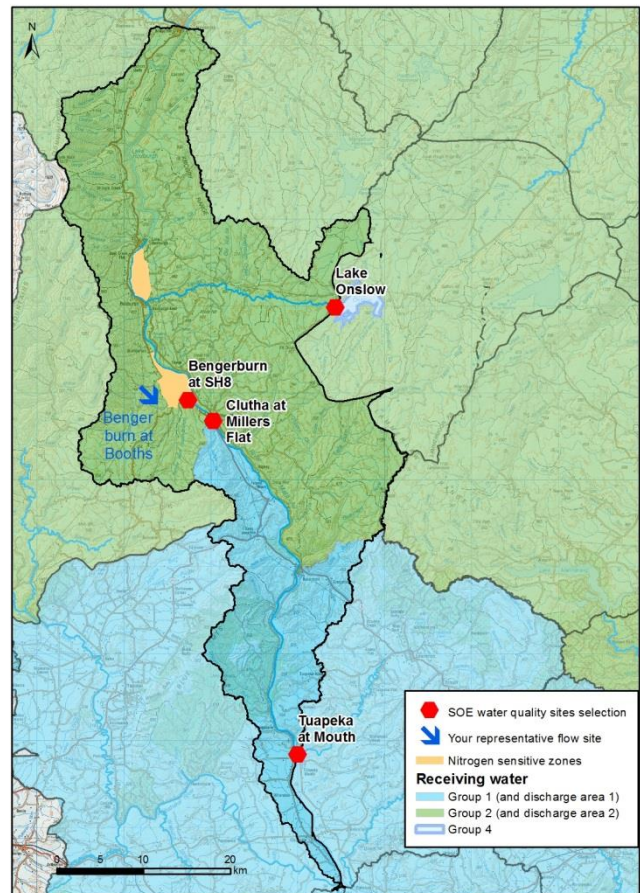 N
Lake
Onslow
Bengerburn
at SH8
Clutha at
Millers
Flat
Benger
burn at
Booths
Tuapeka
at Mouth
SOE water quality sites selection
Your representative flow site
Nitrogen sensitive zones
Receiving water
Group 1 (and discharge area 1)
Group 2 (and discharge area 2)
Group 4
0 5 10 20
km